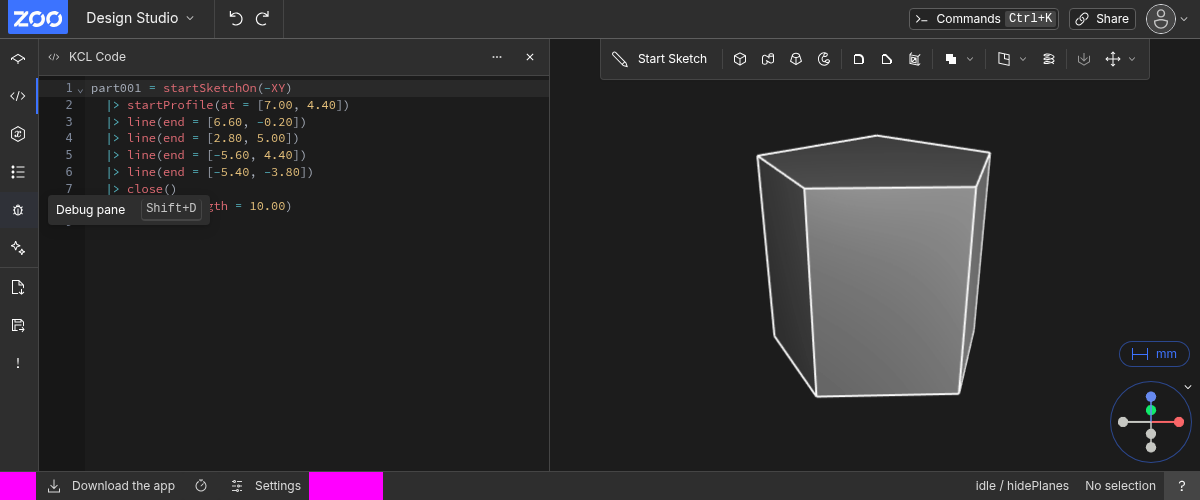 ZOO
Design Studio
Commands Ctrl+K
Share
KCL Code
Start Sketch
1 part001 = startSketchOn(-XY)
2 |> startProfile(at = [7.00, 4.40])
3 |> line(end = [6.60, -0.20])
4 |> line(end = [2.80, 5.00])
5 |> line(end = [-5.60, 4.40])
6 |> line(end = [-5.40, -3.80])
7 |> close()
gth = 10.00)
Debug pane Shift+D
mm
Download the app
Settings
idle / hidePlanes
No selection
?